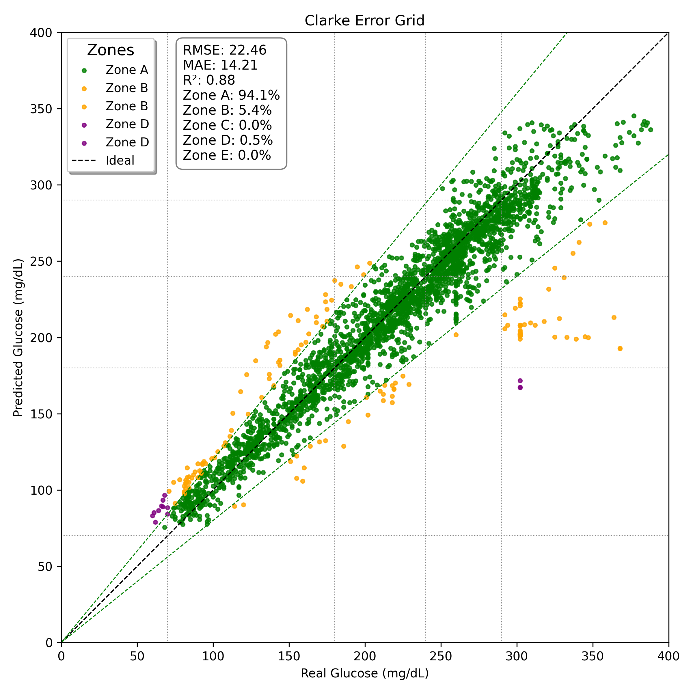 Clarke Error Grid
Zones
Zone A
Zone B
Zone B
Zone D
Zone D
Ideal
RMSE: 22.46
MAE: 14.21
R²: 0.88
Zone A: 94.1%
Zone B: 5.4%
Zone C: 0.0%
Zone D: 0.5%
Zone E: 0.0%
Predicted Glucose (mg/dL)
400
350
300
250
200
150
100
50
0
0 50 100 150 200 250 300 350 400
Real Glucose (mg/dL)